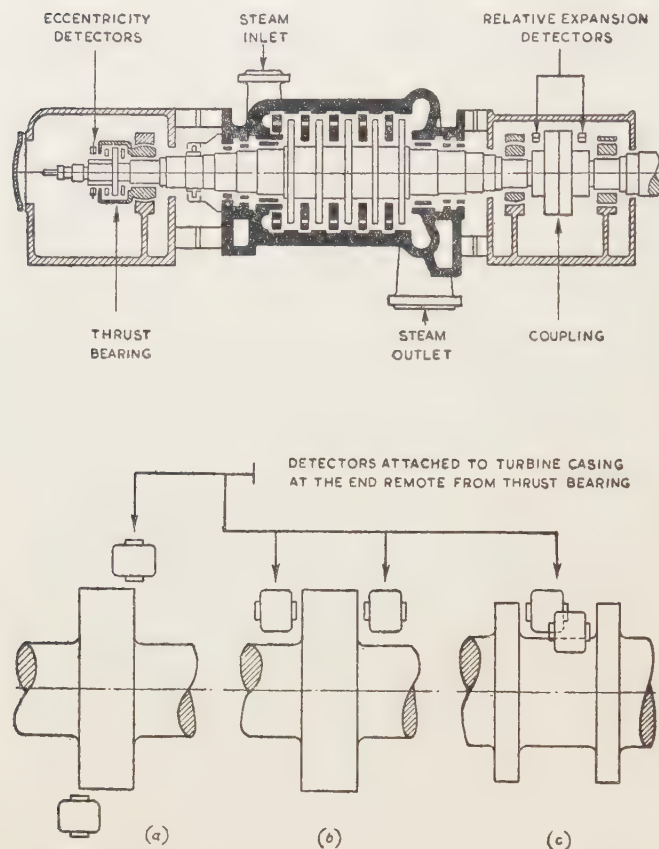 ECCENTRICITY
DETECTORS
STEAM
INLET
RELATIVE EXPANSION
DETECTORS
THRUST
BEARING
STEAM
OUTLET
COUPLING
DETECTORS ATTACHED TO TURBINE CASING
AT THE END REMOTE FROM THRUST BEARING
(a)
(b)
(c)